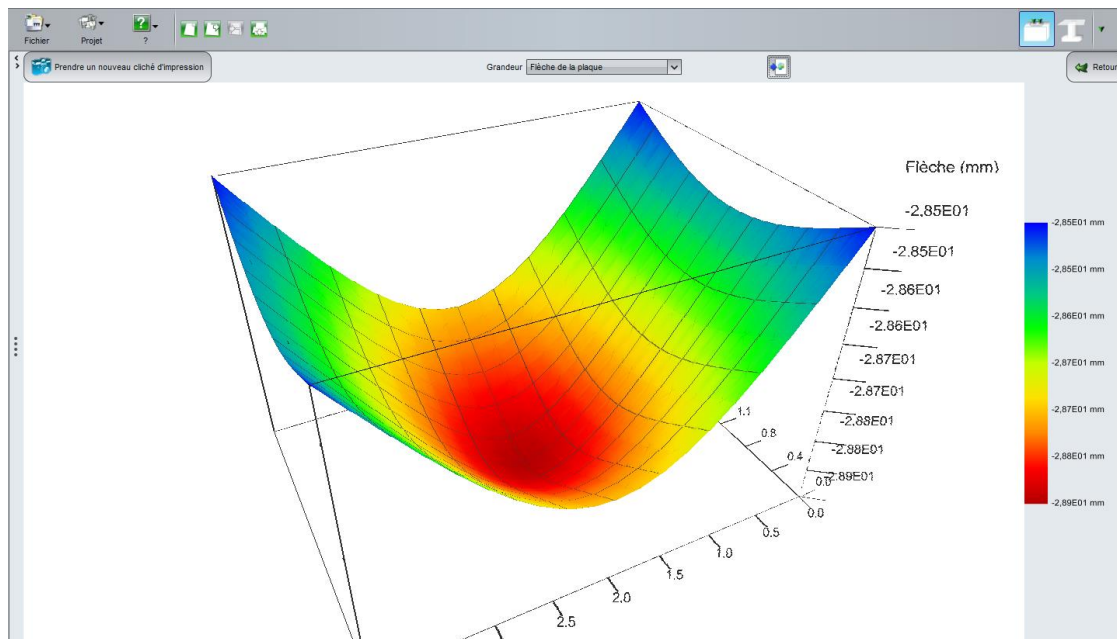 Fichier
Projet
?
Prendre un nouveau cliché d'impression
Grandeur
Flèche de la plaque
Retour
Flèche (mm)
-2.85E01
-2.85E01
-2.86E01
-2.86E01
-2.87E01
-2.87E01
-2.88E01
-2.88E01
-2.89E01
1.1
0.8
0.4
0.0
0.0
0.5
1.0
1.5
2.0
2.5
-2,85E01 mm
-2,85E01 mm
-2,86E01 mm
-2,87E01 mm
-2,87E01 mm
-2,88E01 mm
-2,89E01 mm